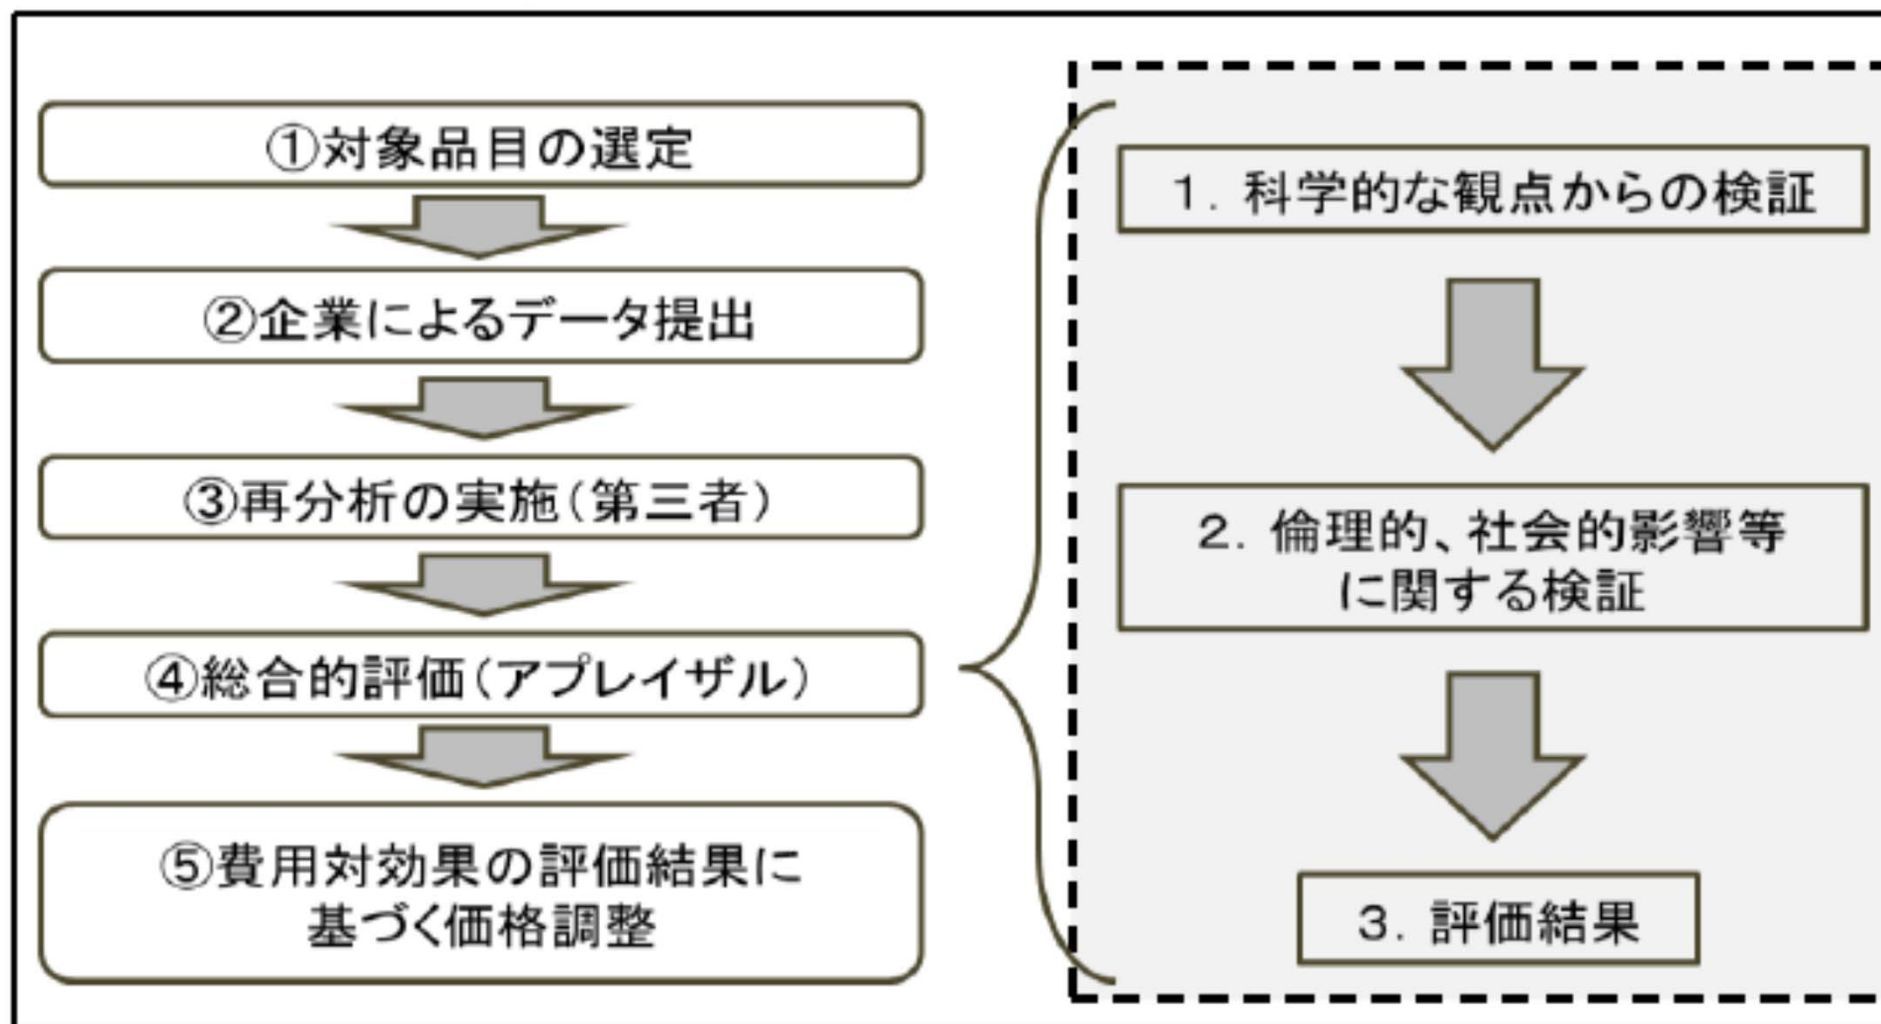 ①対象品目の選定
②企業によるデータ提出
③再分析の実施(第三者)
④総合的評価(アプレイザル)
⑤費用対効果の評価結果に
基づく価格調整
1. 科学的な観点からの検証
2. 倫理的、社会的影響等
に関する検証
3. 評価結果